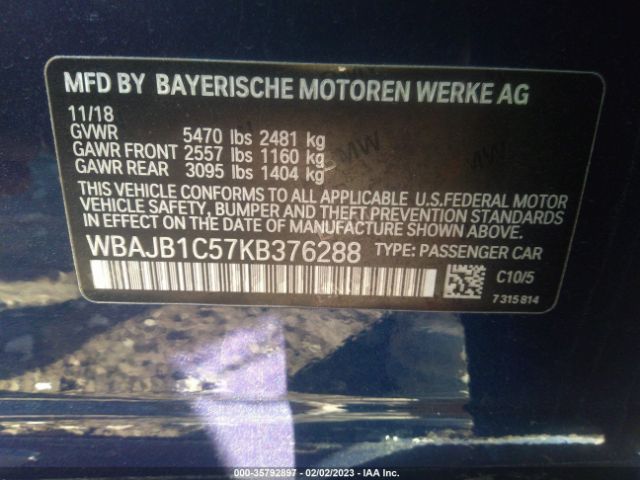 MFD BY BAYERISCHE MOTOREN WERKE AG
11/18
GVWR 5470 lbs 2481 kg
GAWR FRONT 2557 lbs 1160 kg
GAWR REAR 3095 lbs 1404 kg
THIS VEHICLE CONFORMS TO ALL APPLICABLE U.S.FEDERAL MOTOR
VEHICLE SAFETY, BUMPER AND THEFT PREVENTION STANDARDS
IN EFFECT ON THE DATE OF MANUFACTURE SHOWN ABOVE.
WBAJB1C57KB376288 TYPE: PASSENGER CAR
C10/5
7315814
000-35792897 - 02/02/2023 - IAA Inc.